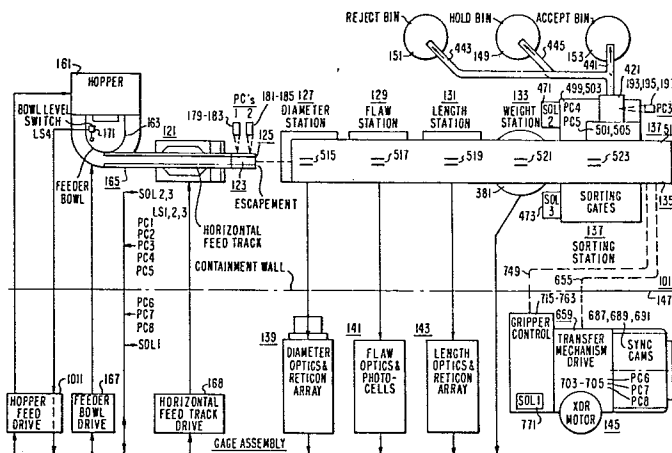 REJECT BIN
HOLD BIN
ACCEPT BIN
161
151
443
149
445
153
441
421
193,195,197
HOPPER
BOWL LEVEL
SWITCH
LS4
171
163
PC'S
1 2
179-183
181-185
127
DIAMETER
STATION
129
FLAW
STATION
131
LENGTH
STATION
133
WEIGHT
STATION
471
499,503
SOL
2
PC4
PC5
501,505
PC3
137
121
125
123
ESCAPEMENT
515
517
519
521
523
135
FEEDER
BOWL
165
SOL 2,3
LS1,2,3
HORIZONTAL
FEED TRACK
381
473
SOL
3
SORTING
GATES
137
SORTING
STATION
PC1
PC2
PC3
PC4
PC5
CONTAINMENT WALL
749
655
101
147
PC6
PC7
PC8
SOL1
715-763
659
687,689,691
139
141
143
GRIPPER
CONTROL
TRANSFER
MECHANISM
DRIVE
SYNC
CAMS
1011
HOPPER
FEED
DRIVE
FEEDER
BOWL
DRIVE
167
HORIZONTAL
FEED TRACK
DRIVE
168
DIAMETER
OPTICS &
RETICON
ARRAY
FLAW
OPTICS &
PHOTO-
CELLS
LENGTH
OPTICS &
RETICON
ARRAY
703-705
PC6
PC7
PC8
SOL1
771
XDR
MOTOR
145
GAGE ASSEMBLY